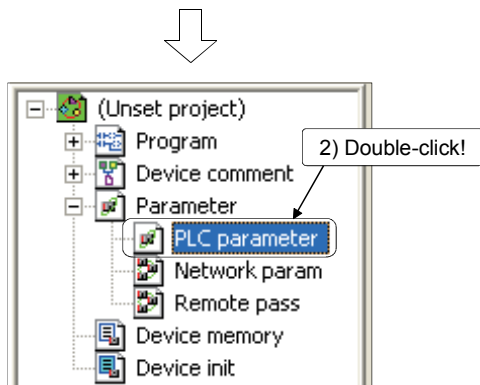 (Unset project)
Program
2) Double-click!
Device comment
Parameter
PLC parameter
Network param
Remote pass
Device memory
Device init